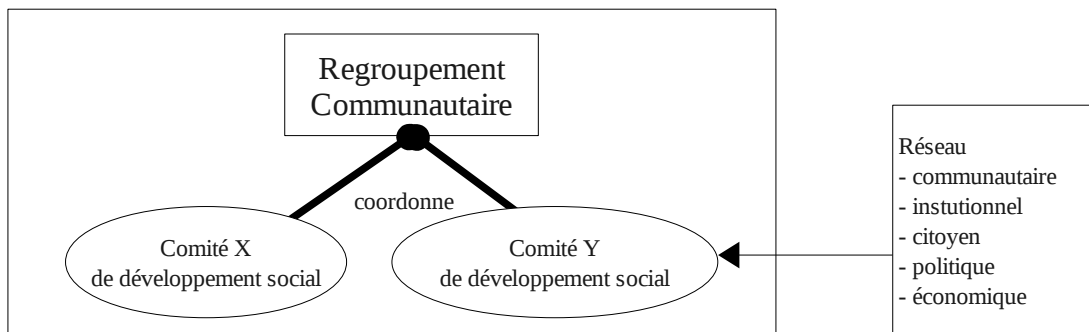 Regroupement
Communautaire
coordonne
Comité X
de développement social
Comité Y
de développement social
Réseau
- communautaire
- instutionnel
- citoyen
- politique
- économique